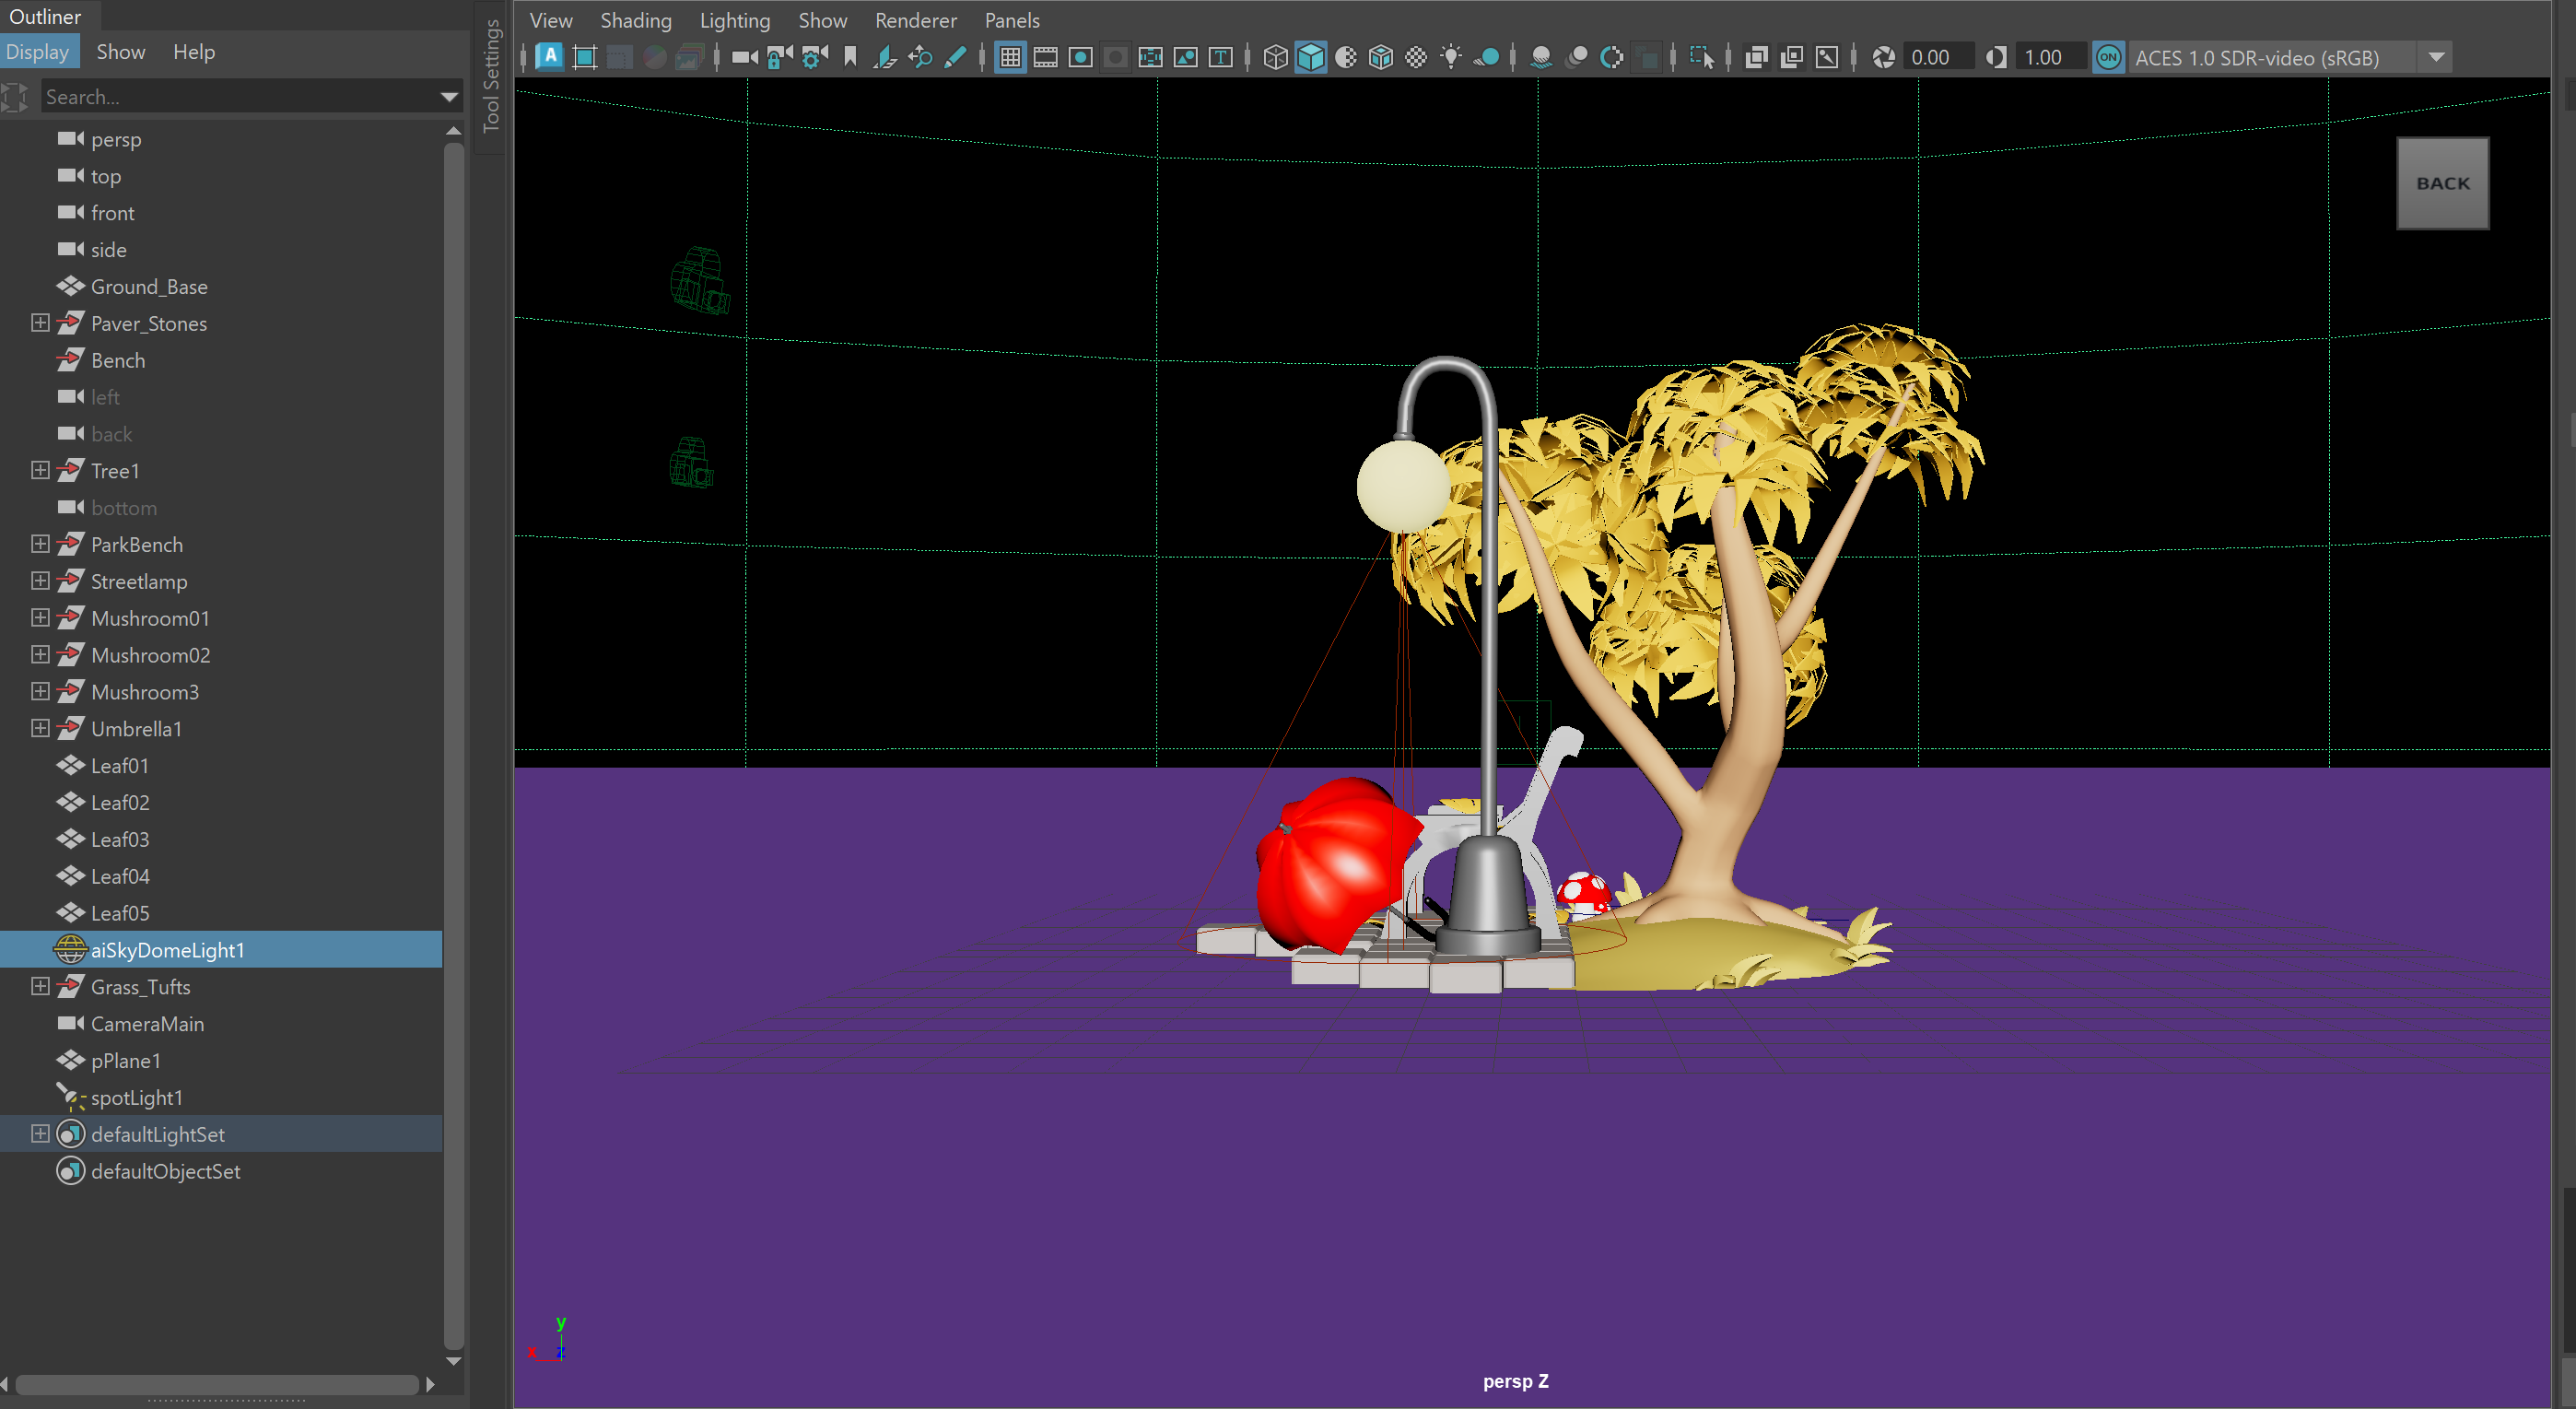 Outliner
Display Show Help
Search...
persp
top
front
side
Ground_Base
Paver_Stones
Bench
left
back
Tree1
bottom
ParkBench
Streetlamp
Mushroom01
Mushroom02
Mushroom3
Umbrella1
Leaf01
Leaf02
Leaf03
Leaf04
Leaf05
aiSkyDomeLight1
Grass_Tufts
CameraMain
pPlane1
spotLight1
defaultLightSet
defaultObjectSet
Tool Settings
View Shading Lighting Show Renderer Panels
A T 0.00 1.00 ON ACES 1.0 SDR-video (sRGB)
BACK
y
x z
persp Z